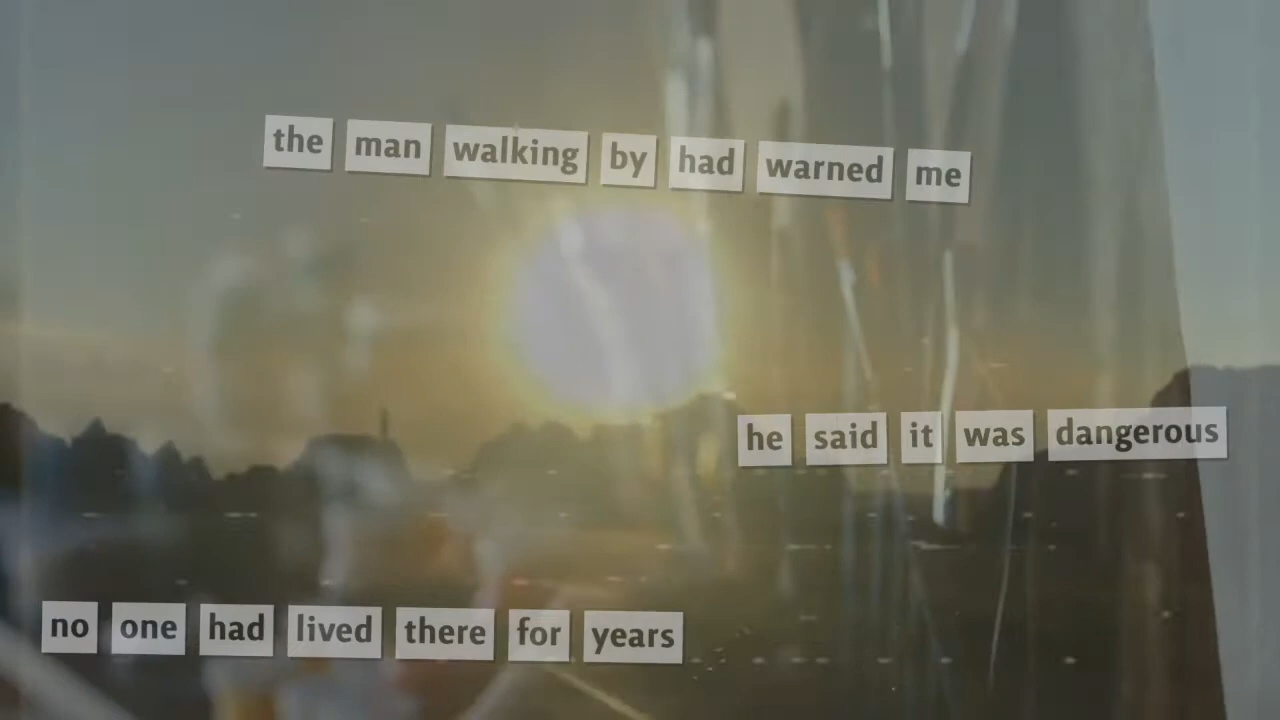 the man walking by had warned me
he said it was dangerous
no one had lived there for years